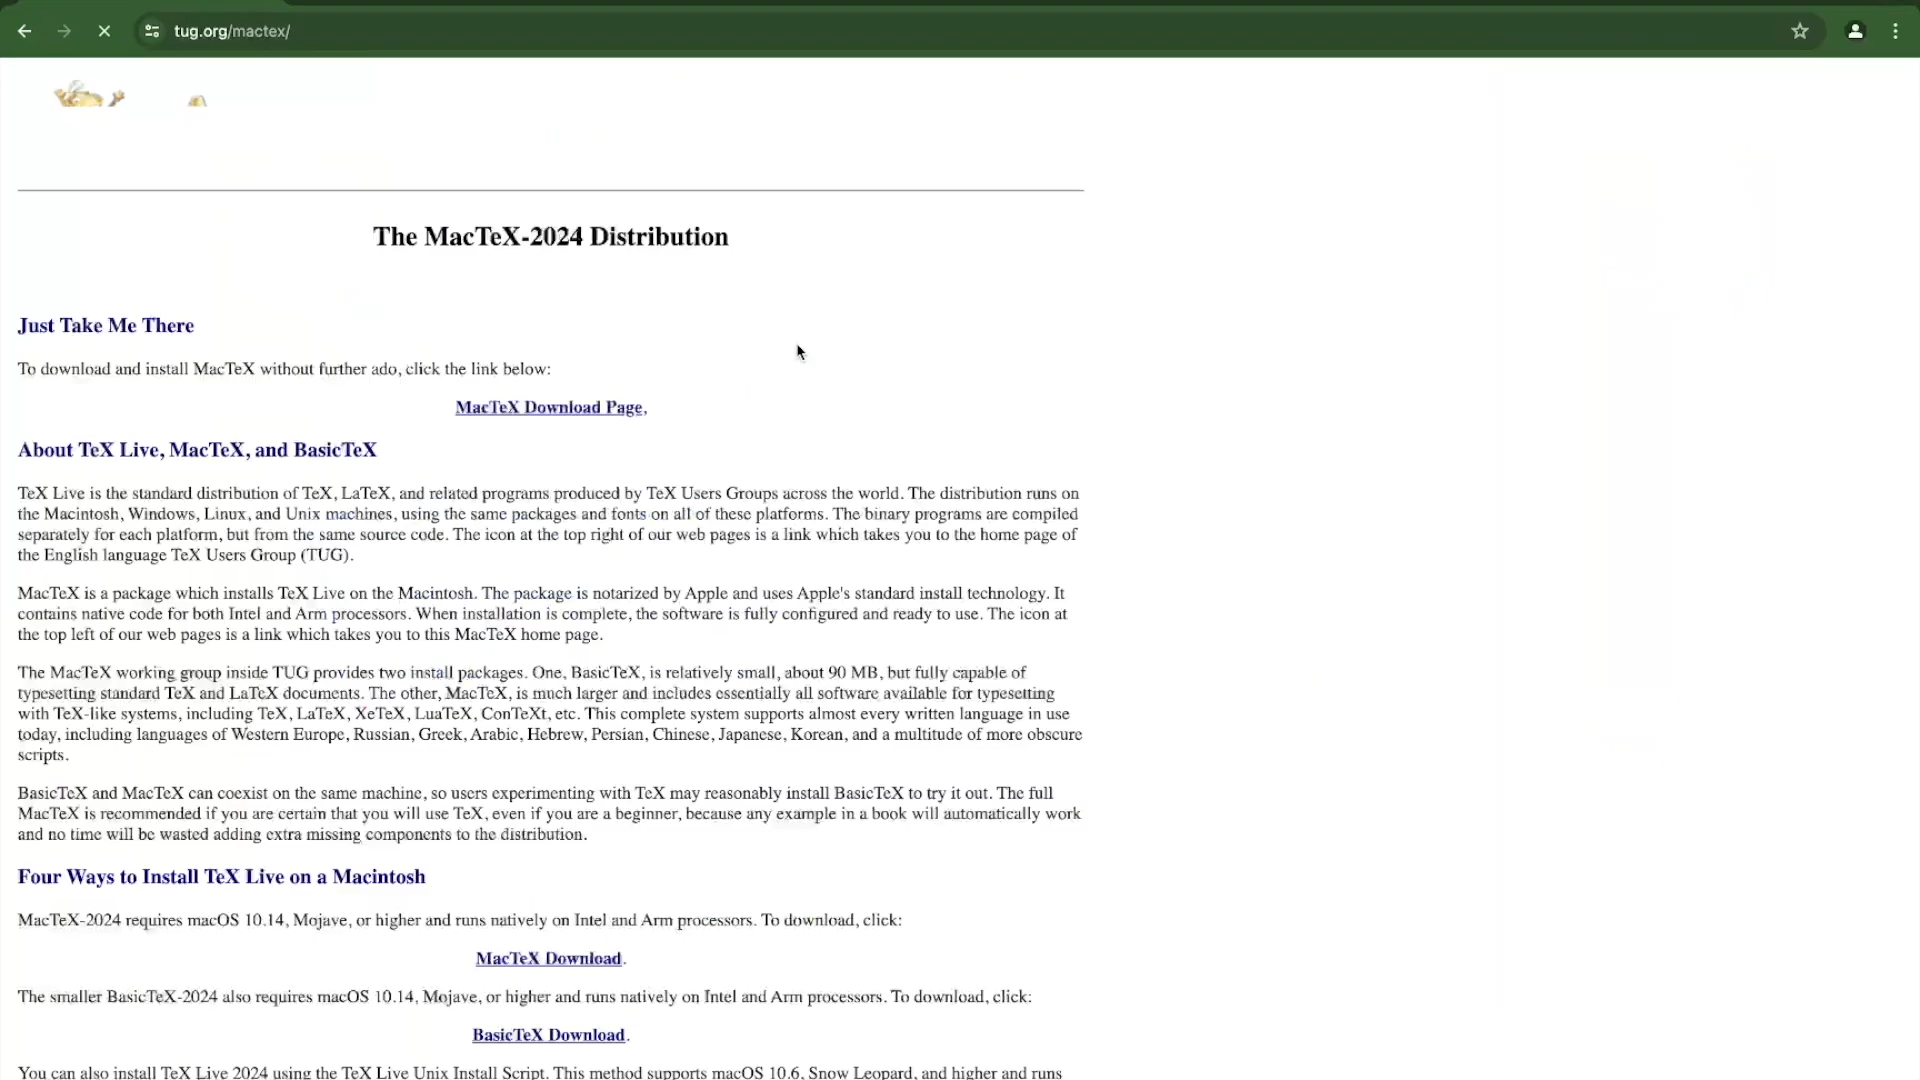 tug.org/mactex/
The MacTeX-2024 Distribution
Just Take Me There
To download and install MacTeX without further ado, click the link below:
MacTeX Download Page,
About TeX Live, MacTeX, and BasicTeX
TeX Live is the standard distribution of TeX, LaTeX, and related programs produced by TeX Users Groups across the world. The distribution runs on
the Macintosh, Windows, Linux, and Unix machines, using the same packages and fonts on all of these platforms. The binary programs are compiled
separately for each platform, but from the same source code. The icon at the top right of our web pages is a link which takes you to the home page of
the English language TeX Users Group (TUG).
MacTeX is a package which installs TeX Live on the Macintosh. The package is notarized by Apple and uses Apple's standard install technology. It
contains native code for both Intel and Arm processors. When installation is complete, the software is fully configured and ready to use. The icon at
the top left of our web pages is a link which takes you to this MacTeX home page.
The MacTeX working group inside TUG provides two install packages. One, BasicTeX, is relatively small, about 90 MB, but fully capable of
typesetting standard TeX and LaTeX documents. The other, MacTeX, is much larger and includes essentially all software available for typesetting
with TeX-like systems, including TeX, LaTeX, XeTeX, LuaTeX, ConTeXt, etc. This complete system supports almost every written language in use
today, including languages of Western Europe, Russian, Greek, Arabic, Hebrew, Persian, Chinese, Japanese, Korean, and a multitude of more obscure
scripts.
BasicTeX and MacTeX can coexist on the same machine, so users experimenting with TeX may reasonably install BasicTeX to try it out. The full
MacTeX is recommended if you are certain that you will use TeX, even if you are a beginner, because any example in a book will automatically work
and no time will be wasted adding extra missing components to the distribution.
Four Ways to Install TeX Live on a Macintosh
MacTeX-2024 requires macOS 10.14, Mojave, or higher and runs natively on Intel and Arm processors. To download, click:
MacTeX Download.
The smaller BasicTeX-2024 also requires macOS 10.14, Mojave, or higher and runs natively on Intel and Arm processors. To download, click:
BasicTeX Download.
You can also install TeX Live 2024 using the TeX Live Unix Install Script. This method supports macOS 10.6, Snow Leopard, and higher and runs